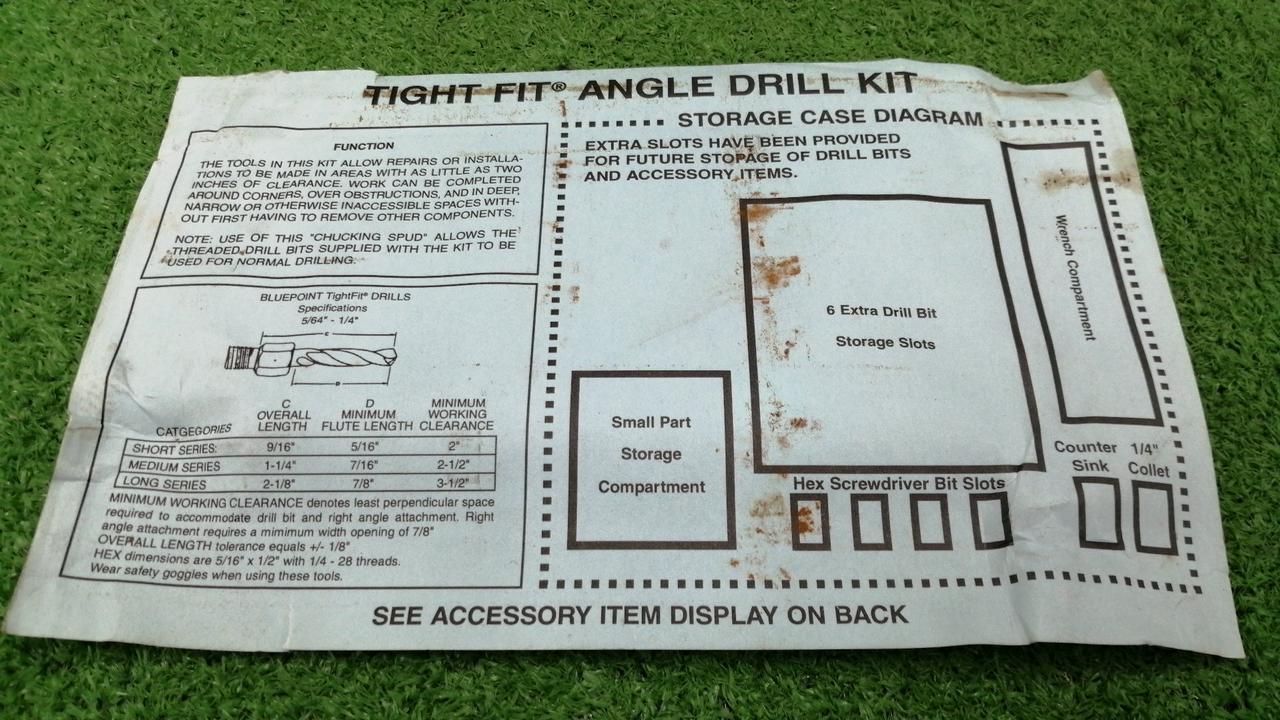 TIGHT FIT® ANGLE DRILL KIT
FUNCTION
THE TOOLS IN THIS KIT ALLOW REPAIRS OR INSTALLA-
TIONS TO BE MADE IN AREAS WITH AS LITTLE AS TWO
INCHES OF CLEARANCE. WORK CAN BE COMPLETED
AROUND CORNERS, OVER OBSTRUCTIONS, AND IN DEEP,
NARROW OR OTHERWISE INACCESSIBLE SPACES WITH-
OUT FIRST HAVING TO REMOVE OTHER COMPONENTS.
NOTE: USE OF THIS "CHUCKING SPUD" ALLOWS THE
THREADED DRILL BITS SUPPLIED WITH THE KIT TO BE
USED FOR NORMAL DRILLING.
BLUEPOINT TightFit® DRILLS
Specifications
5/64" - 1/4"
C
D
C D MINIMUM
OVERALL MINIMUM WORKING
CATGEGORIES LENGTH FLUTE LENGTH CLEARANCE
SHORT SERIES: 9/16" 5/16" 2"
MEDIUM SERIES 1-1/4" 7/16" 2-1/2"
LONG SERIES 2-1/8" 7/8" 3-1/2"
MINIMUM WORKING CLEARANCE denotes least perpendicular space
required to accommodate drill bit and right angle attachment. Right
angle attachment requires a mimimum width opening of 7/8"
OVERALL LENGTH tolerance equals +/- 1/8"
HEX dimensions are 5/16" x 1/2" with 1/4 - 28 threads.
Wear safety goggles when using these tools.
STORAGE CASE DIAGRAM
EXTRA SLOTS HAVE BEEN PROVIDED
FOR FUTURE STOPAGE OF DRILL BITS
AND ACCESSORY ITEMS.
6 Extra Drill Bit
Storage Slots
Wrench Compartment
Small Part
Storage
Compartment
Hex Screwdriver Bit Slots
Counter
Sink
1/4"
Collet
SEE ACCESSORY ITEM DISPLAY ON BACK